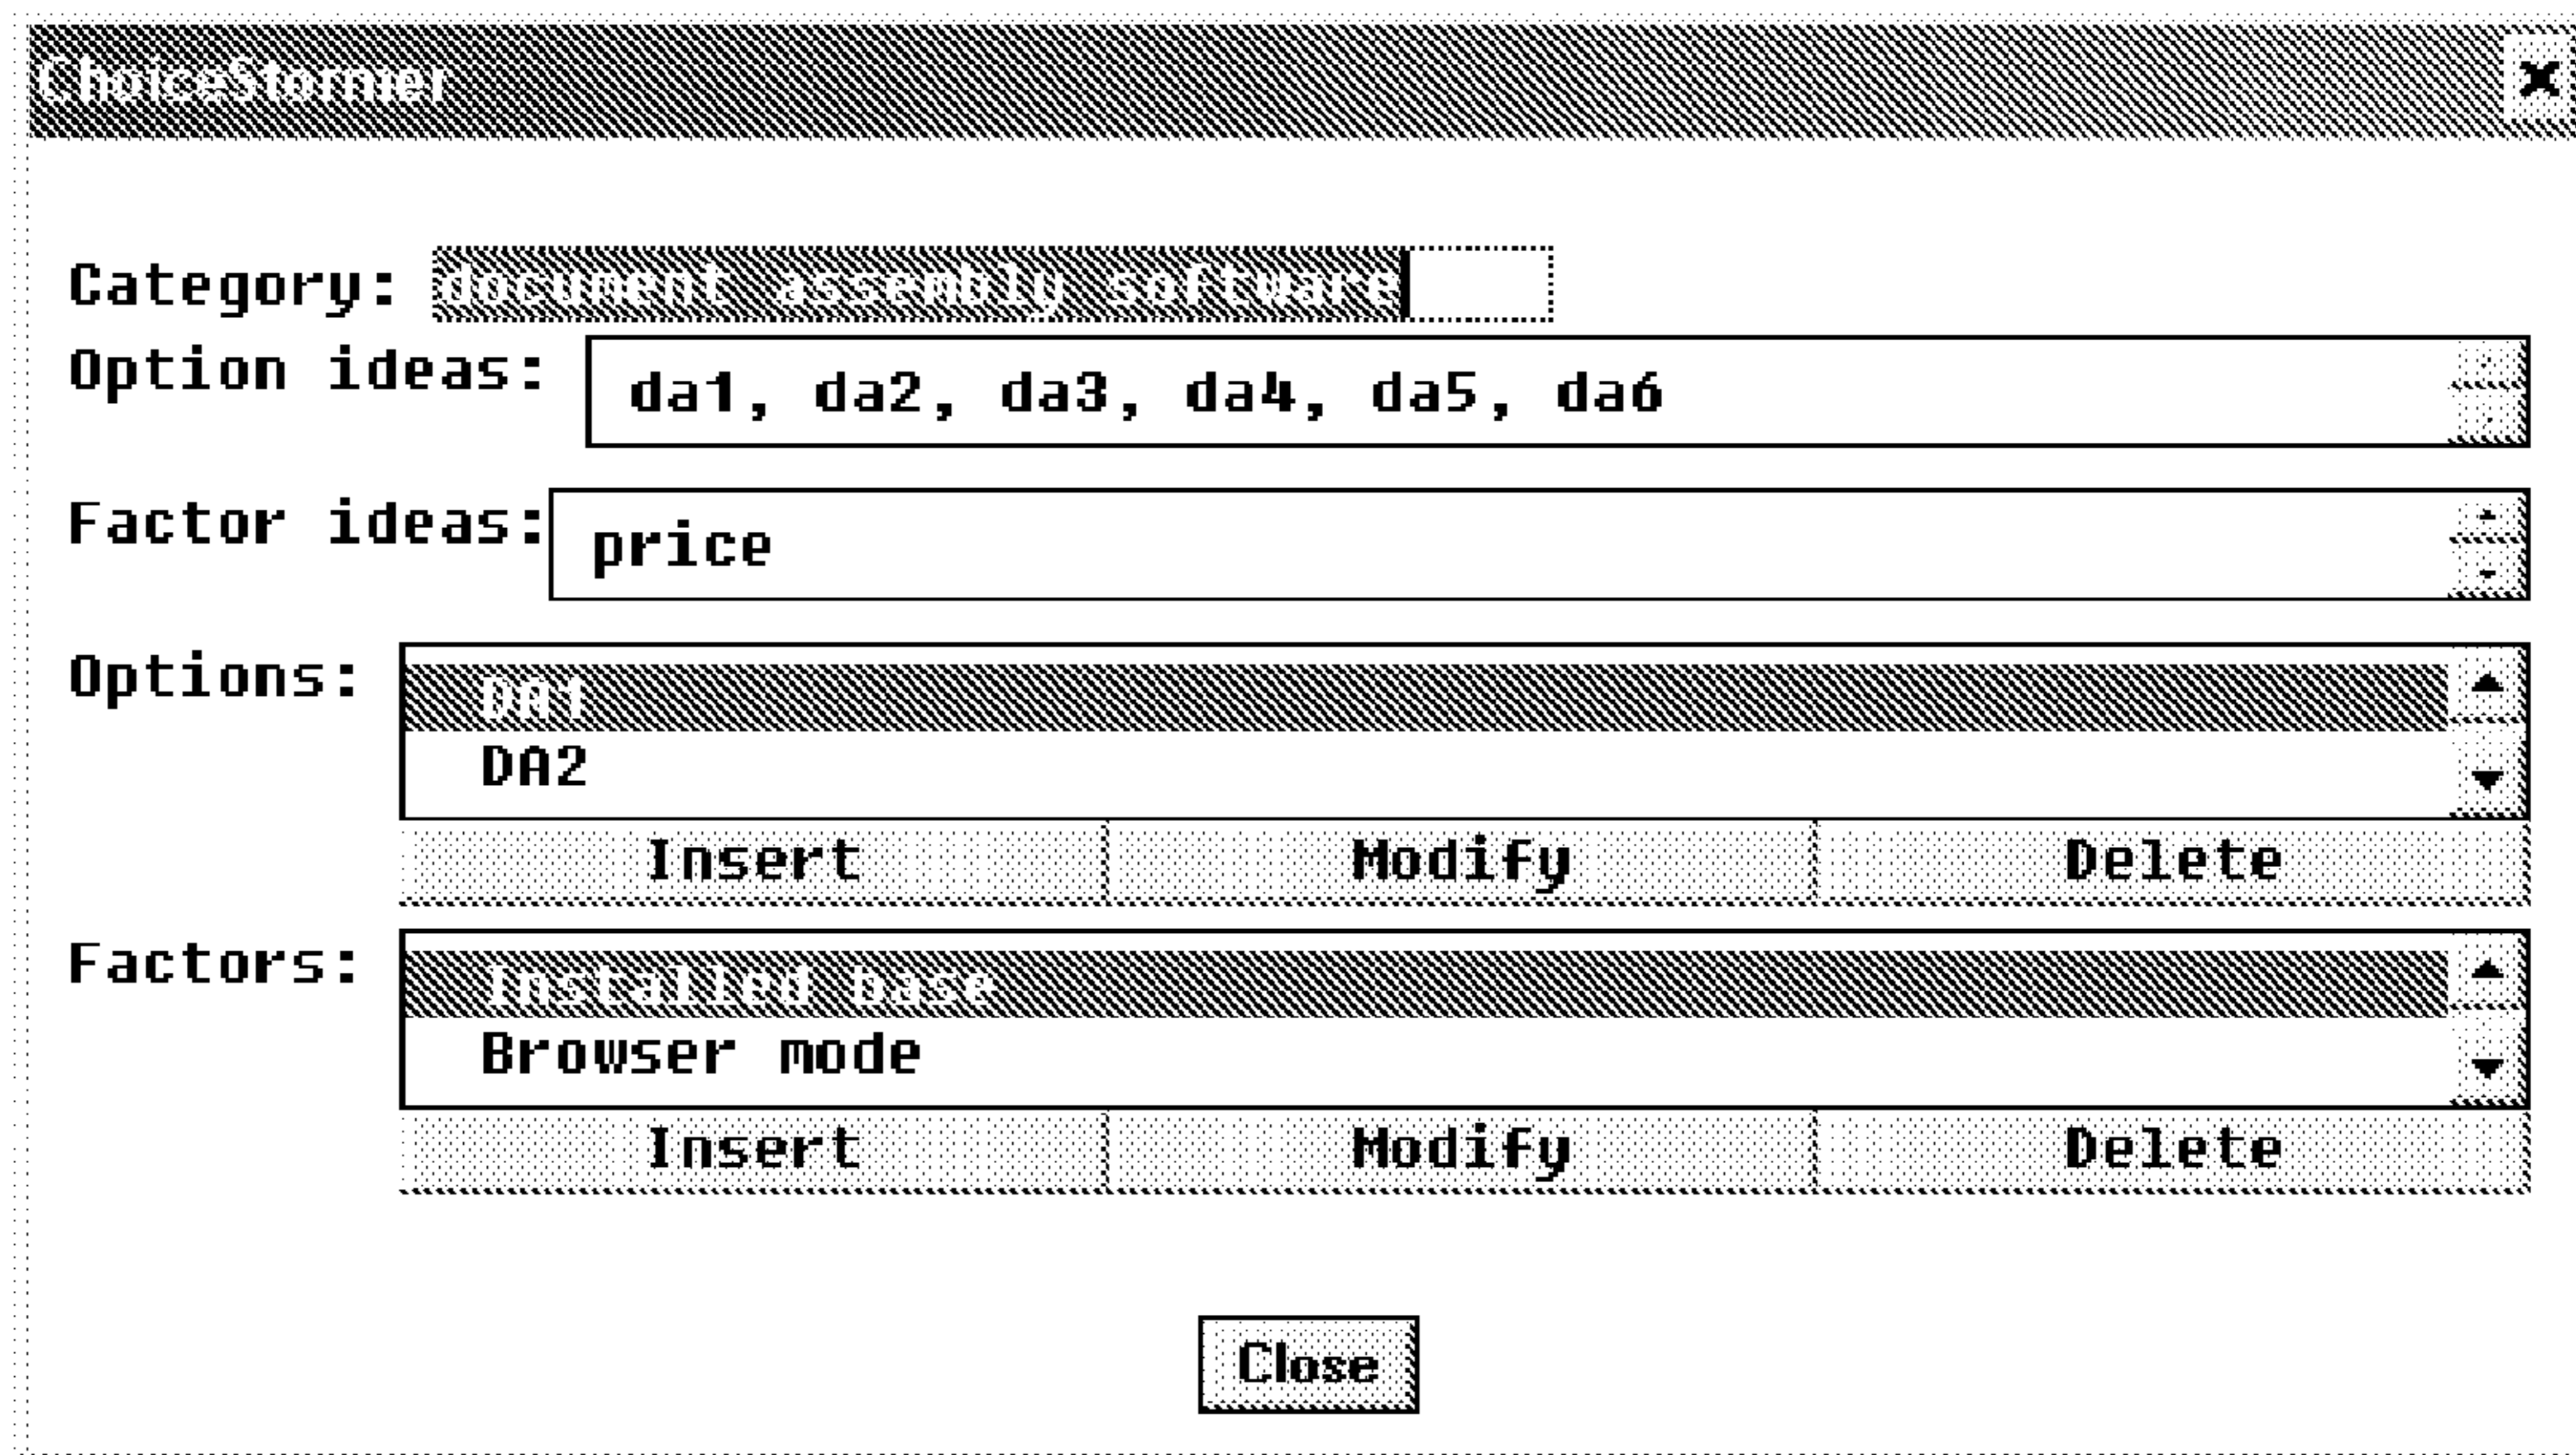 ChoiceStormer
Category: document assembly software
Option ideas: da1, da2, da3, da4, da5, da6
Factor ideas: price
Options: DA1
DA2
Insert Modify Delete
Factors: Installed base
Browser mode
Insert Modify Delete
Close